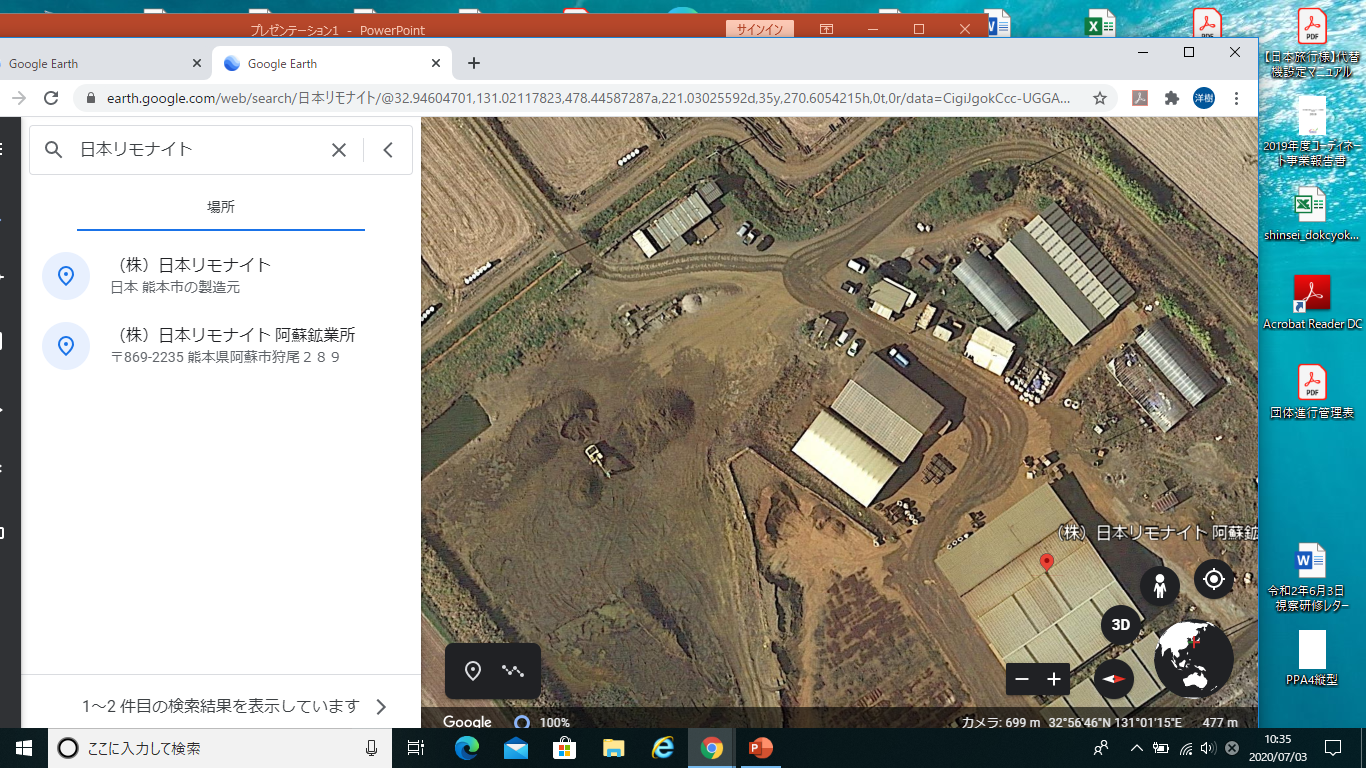 プレゼンテーション1 - PowerPoint
サインイン
Google Earth
Google Earth
earth.google.com/web/search/日本リモナイト/@32.94604701,131.02117823,478.44587287a,221.03025592d,35y,270.6054215h,0t,0r/data=CigiJgokCcc-UGGA...
洋樹
日本リモナイト
場所
（株）日本リモナイト
日本 熊本市の製造元
（株）日本リモナイト 阿蘇鉱業所
〒869-2235 熊本県阿蘇市狩尾２８９
1～2 件目の検索結果を表示しています
（株）日本リモナイト 阿蘇鉱
3D
Google
100%
カメラ: 699 m 32°56'46"N 131°01'15"E 477 m
PDF
【日本旅行様】代替
機設定マニュアル
2019年度コーディネー
ト事業報告書
shinsei_dokcyok...
Acrobat Reader DC
PDF
団体進行管理表
令和2年6月3日
視察研修レター
PPA4縦型
ここに入力して検索
10:35
2020/07/03